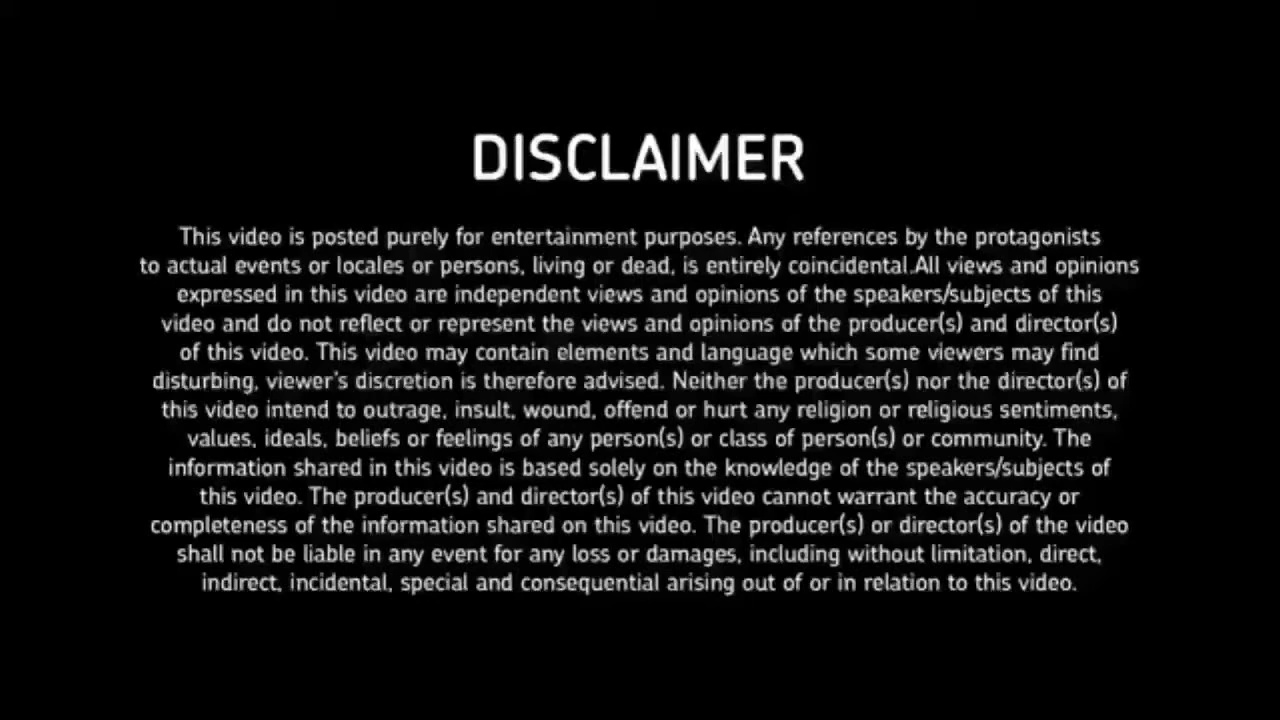 DISCLAIMER
This video is posted purely for entertainment purposes. Any references by the protagonists
to actual events or locales or persons, living or dead, is entirely coincidental.All views and opinions
expressed in this video are independent views and opinions of the speakers/subjects of this
video and do not reflect or represent the views and opinions of the producer(s) and director(s)
of this video. This video may contain elements and language which some viewers may find
disturbing, viewer's discretion is therefore advised. Neither the producer(s) nor the director(s) of
this video intend to outrage, insult, wound, offend or hurt any religion or religious sentiments,
values, ideals, beliefs or feelings of any person(s) or class of person(s) or community. The
information shared in this video is based solely on the knowledge of the speakers/subjects of
this video. The producer(s) and director(s) of this video cannot warrant the accuracy or
completeness of the information shared on this video. The producer(s) or director(s) of the video
shall not be liable in any event for any loss or damages, including without limitation, direct,
indirect, incidental, special and consequential arising out of or in relation to this video.